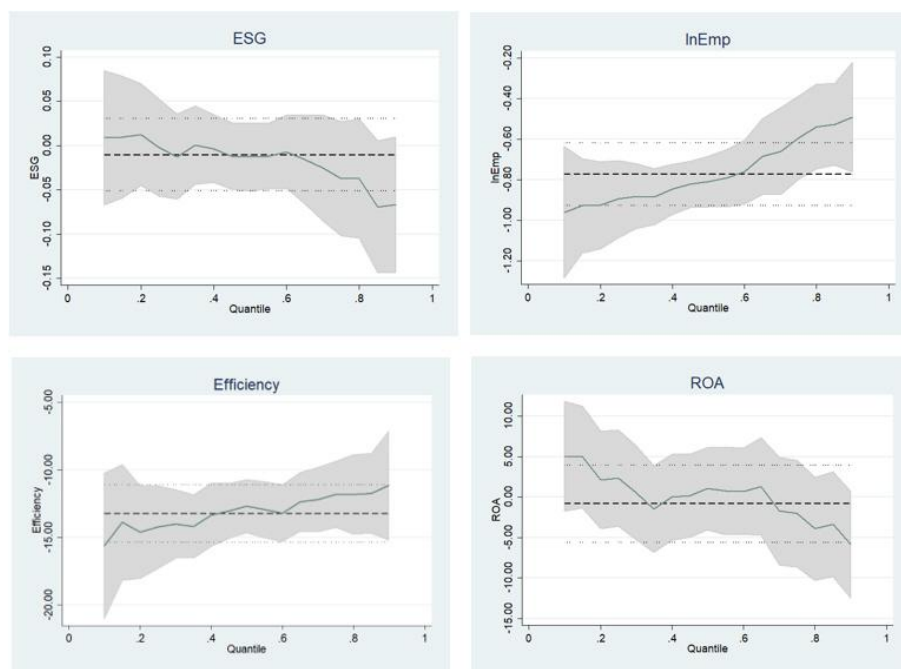 ESG
0.10
0.05
0.00
-0.05
-0.10
-0.15
ESG
0 .2 .4 .6 .8 1
Quantile
lnEmp
-0.20
-0.40
-0.60
-0.80
-1.00
-1.20
lnEmp
0 .2 .4 .6 .8 1
Quantile
Efficiency
-5.00
-10.00
-15.00
-20.00
Efficiency
0 .2 .4 .6 .8 1
Quantile
ROA
10.00
5.00
0.00
-5.00
-10.00
-15.00
ROA
0 .2 .4 .6 .8 1
Quantile